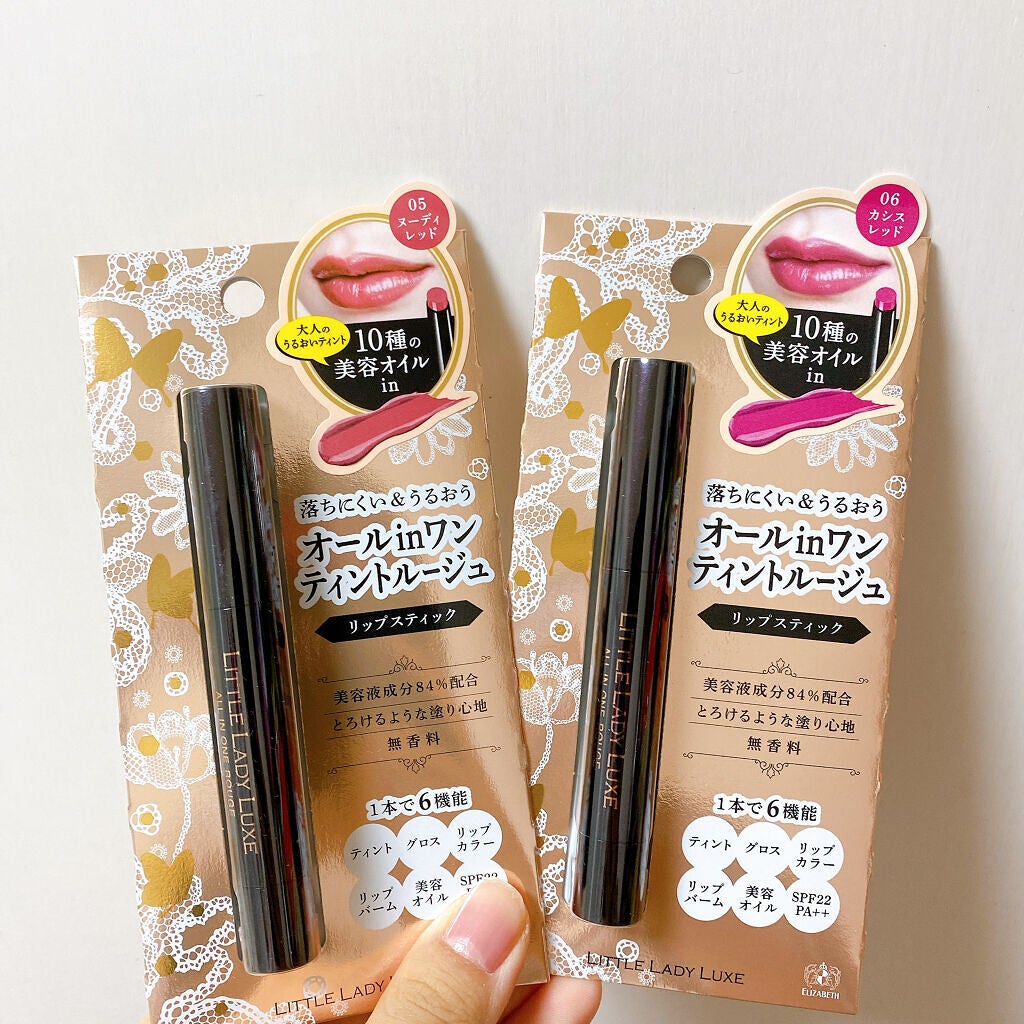 05
ヌーディ
レッド
大人の
うるおいティント
10種の
美容オイル
in
落ちにくい&うるおう
オールinワン
ティントルージュ
リップスティック
美容液成分84%配合
とろけるような塗り心地
無香料
1本で6機能
ティント
グロス
リップ
カラー
リップ
バーム
美容
オイル
SPF22
LITTLE LADY LUXE
ALL IN ONE ROUGE
LITTLE LADY
06
カシス
レッド
大人の
うるおいティント
10種の
美容オイル
in
落ちにくい&うるおう
オールinワン
ティントルージュ
リップスティック
美容液成分84%配合
とろけるような塗り心地
無香料
1本で6機能
ティント
グロス
リップ
カラー
リップ
バーム
美容
オイル
SPF22
PA++
LITTLE LADY LUXE
ALL IN ONE ROUGE
LITTLE LADY LUXE
ELIZABETH